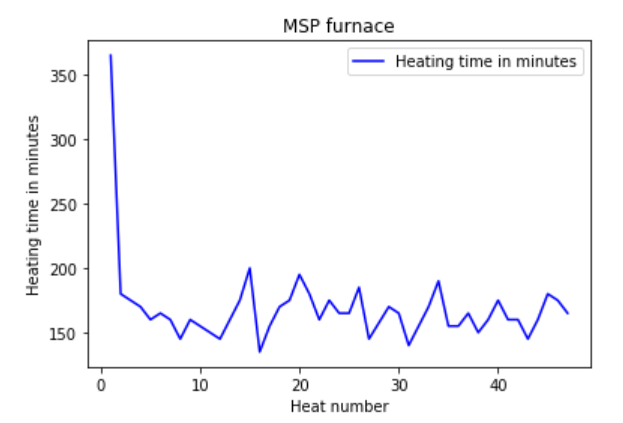 MSP furnace
Heating time in minutes
Heating time in minutes
350
300
250
200
150
0 10 20 30 40
Heat number